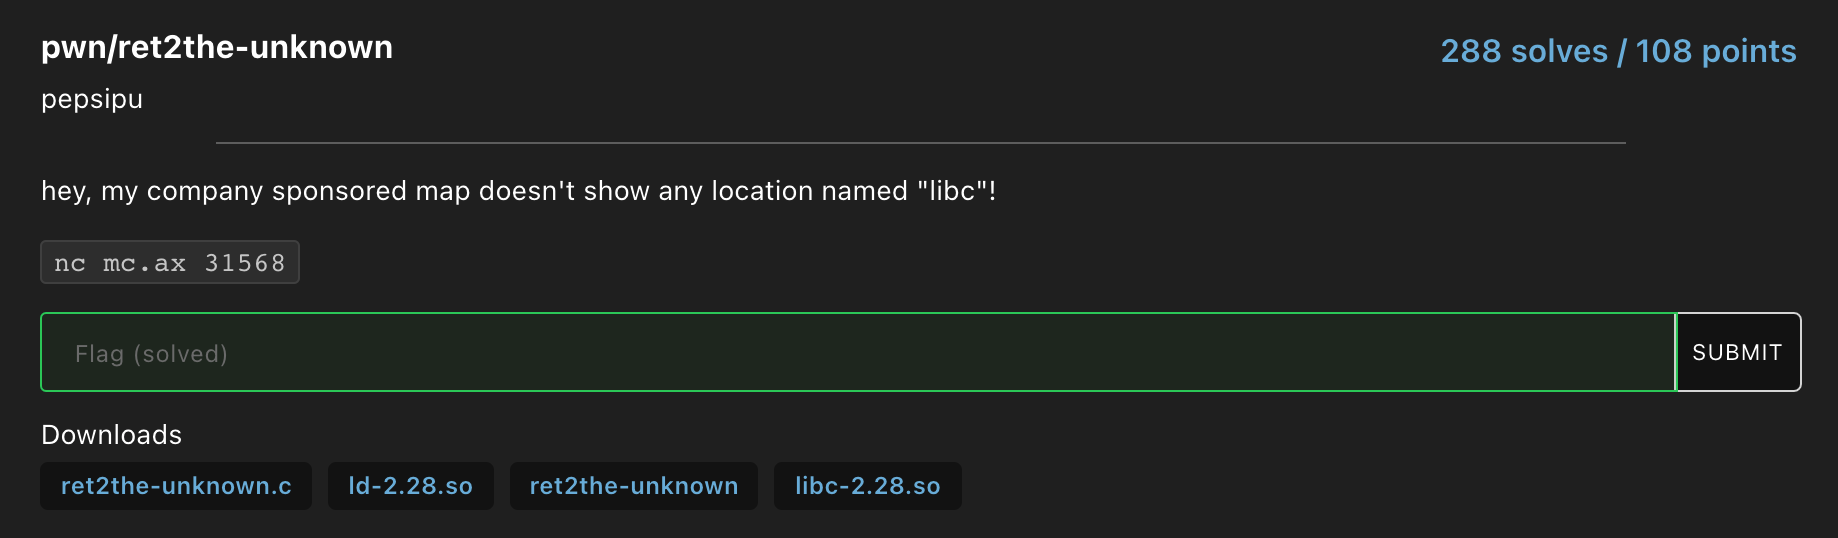 pwn/ret2the-unknown
288 solves / 108 points
pepsipu
hey, my company sponsored map doesn't show any location named "libc"!
nc mc.ax 31568
Flag (solved)
SUBMIT
Downloads
ret2the-unknown.c ld-2.28.so ret2the-unknown libc-2.28.so